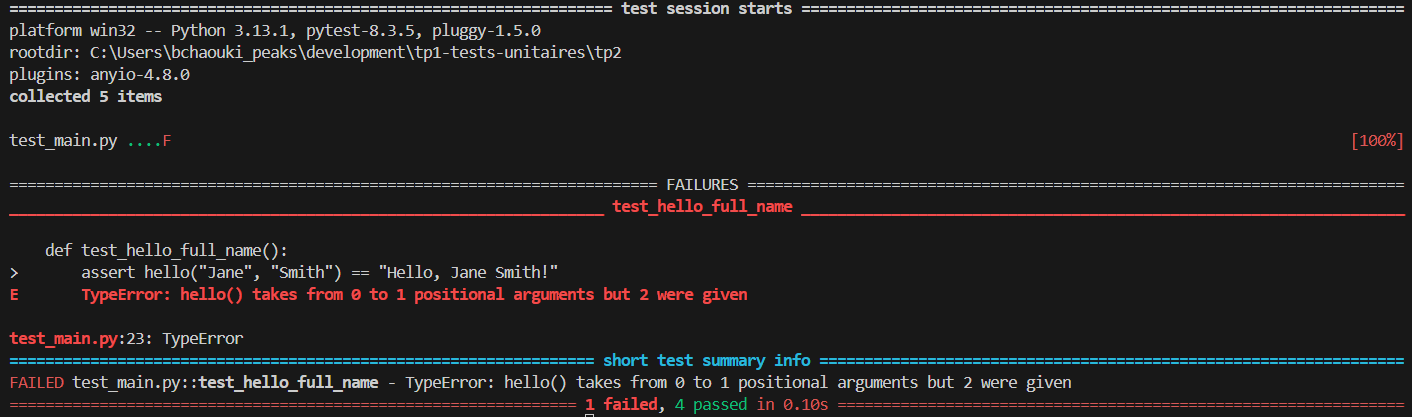 =================================================================== test session starts ===================================================================
platform win32 -- Python 3.13.1, pytest-8.3.5, pluggy-1.5.0
rootdir: C:\Users\bchaouki_peaks\development\tp1-tests-unitaires\tp2
plugins: anyio-4.8.0
collected 5 items
test_main.py ....F [100%]
======================================================================== FAILURES =========================================================================
__________________________________________________________________ test_hello_full_name ___________________________________________________________________
def test_hello_full_name():
> assert hello("Jane", "Smith") == "Hello, Jane Smith!"
E TypeError: hello() takes from 0 to 1 positional arguments but 2 were given
test_main.py:23: TypeError
================================================================= short test summary info =================================================================
FAILED test_main.py::test_hello_full_name - TypeError: hello() takes from 0 to 1 positional arguments but 2 were given
=============================================================== 1 failed, 4 passed in 0.10s ===============================================================